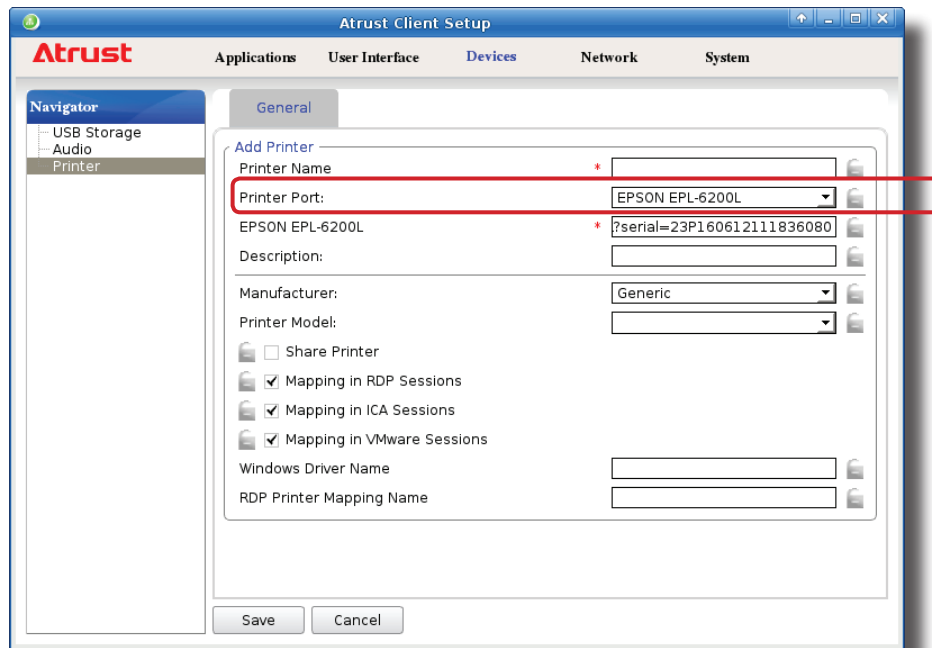 Atrust Client Setup
Atrust Applications User Interface Devices Network System
Navigator
USB Storage
Audio
Printer
General
Add Printer
Printer Name *
Printer Port: EPSON EPL-6200L
EPSON EPL-6200L * ?serial=23P160612111836080
Description:
Manufacturer: Generic
Printer Model:
Share Printer
Mapping in RDP Sessions
Mapping in ICA Sessions
Mapping in VMware Sessions
Windows Driver Name
RDP Printer Mapping Name
Save Cancel